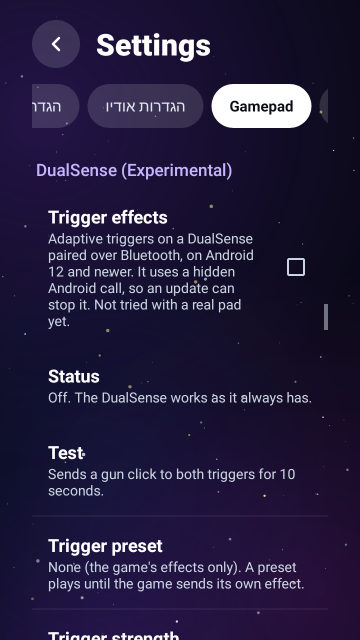 Settings
הגדרות אודיו
Gamepad
DualSense (Experimental)
Trigger effects
Adaptive triggers on a DualSense
paired over Bluetooth, on Android
12 and newer. It uses a hidden
Android call, so an update can
stop it. Not tried with a real pad
yet.
Status
Off. The DualSense works as it always has.
Test
Sends a gun click to both triggers for 10
seconds.
Trigger preset
None (the game's effects only). A preset
plays until the game sends its own effect.
Trigger strength